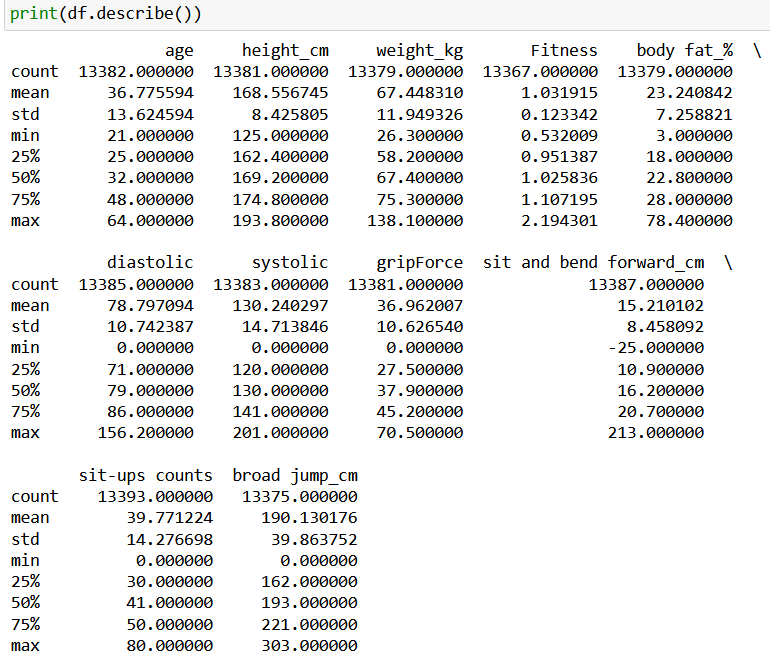 print(df.describe())
age height_cm weight_kg Fitness body fat_% \
count 13382.000000 13381.000000 13379.000000 13367.000000 13379.000000
mean 36.775594 168.556745 67.448310 1.031915 23.240842
std 13.624594 8.425805 11.949326 0.123342 7.258821
min 21.000000 125.000000 26.300000 0.532009 3.000000
25% 25.000000 162.400000 58.200000 0.951387 18.000000
50% 32.000000 169.200000 67.400000 1.025836 22.800000
75% 48.000000 174.800000 75.300000 1.107195 28.000000
max 64.000000 193.800000 138.100000 2.194301 78.400000
diastolic systolic gripForce sit and bend forward_cm \
count 13385.000000 13383.000000 13381.000000 13387.000000
mean 78.797094 130.240297 36.962007 15.210102
std 10.742387 14.713846 10.626540 8.458092
min 0.000000 0.000000 0.000000 -25.000000
25% 71.000000 120.000000 27.500000 10.900000
50% 79.000000 130.000000 37.900000 16.200000
75% 86.000000 141.000000 45.200000 20.700000
max 156.200000 201.000000 70.500000 213.000000
sit-ups counts broad jump_cm
count 13393.000000 13375.000000
mean 39.771224 190.130176
std 14.276698 39.863752
min 0.000000 0.000000
25% 30.000000 162.000000
50% 41.000000 193.000000
75% 50.000000 221.000000
max 80.000000 303.000000